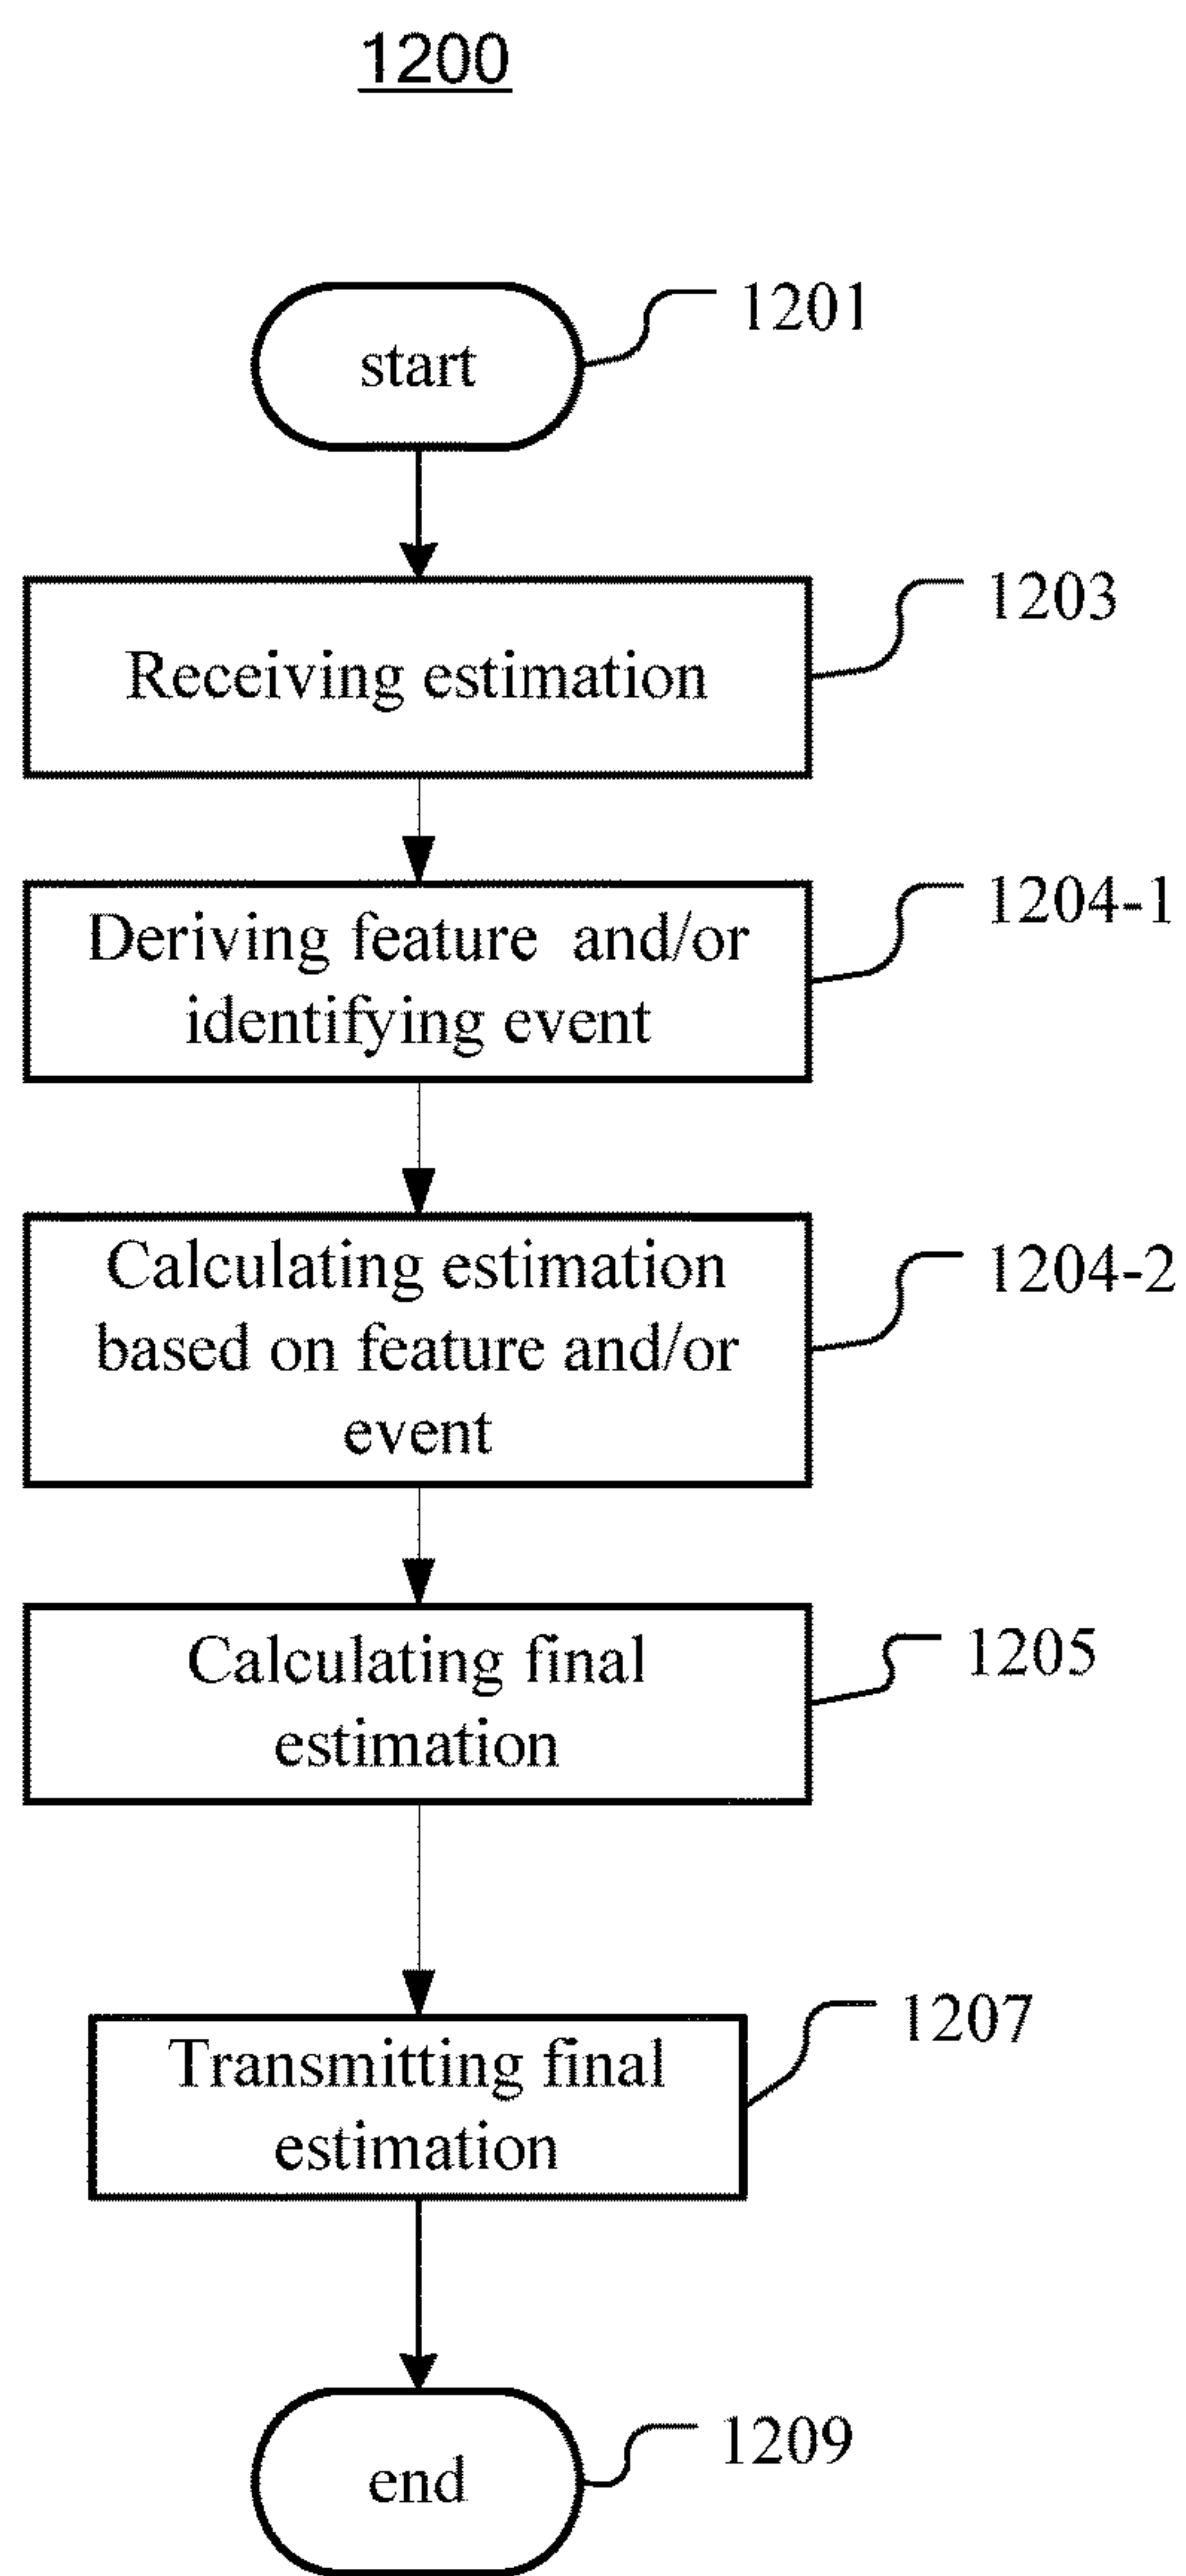 1200
start
1201
Receiving estimation
1203
Deriving feature and/or
identifying event
1204-1
Calculating estimation
based on feature and/or
event
1204-2
Calculating final
estimation
1205
Transmitting final
estimation
1207
end
1209